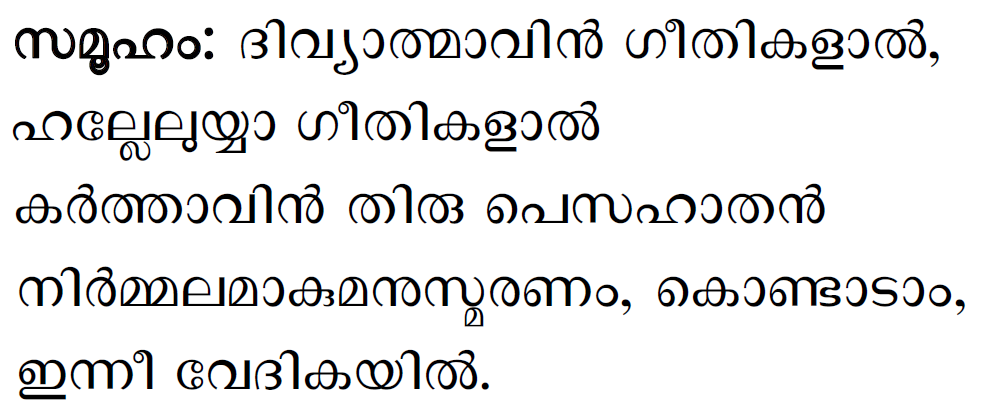 സമൂഹം: ദിവ്യാത്മാവിൻ ഗീതികളാൽ,
ഹല്ലേലുയ്യാ ഗീതികളാൽ
കർത്താവിൻ തിരു പെസഹാതൻ
നിർമ്മലമാകുമനുസ്മരണം, കൊണ്ടാടാം,
ഇന്നീ വേദികയിൽ.